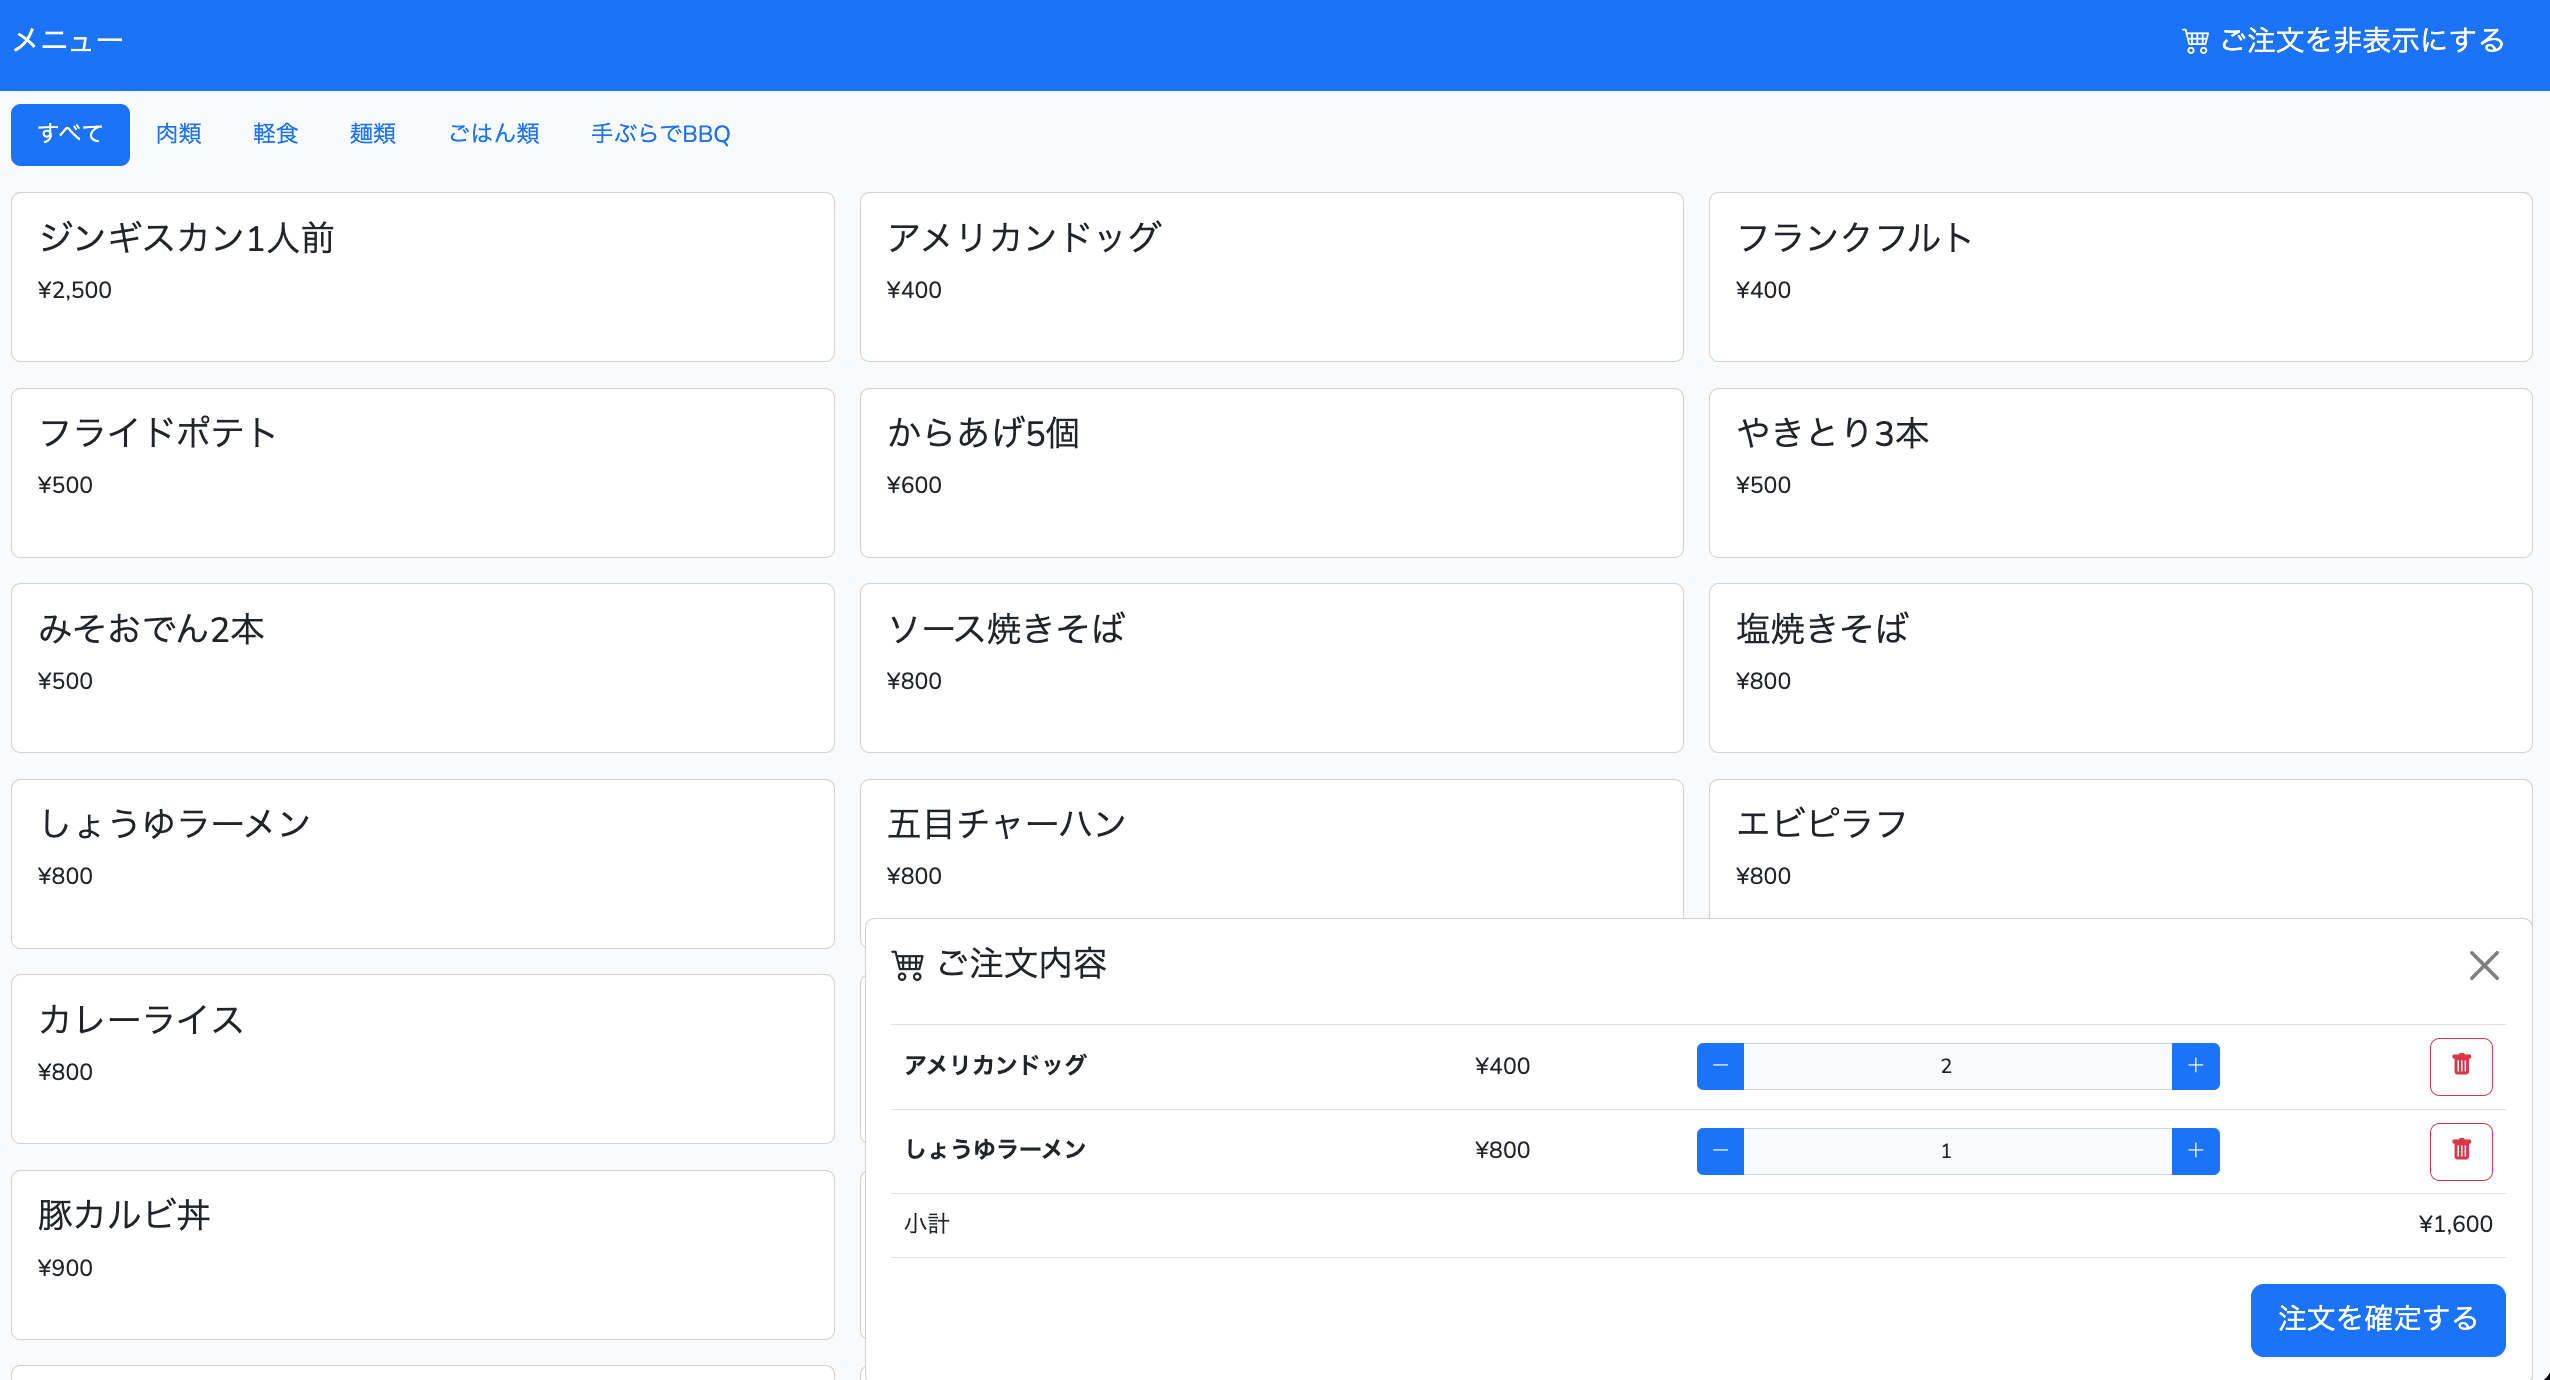 メニュー
ご注文を非表示にする
すべて 肉類 軽食 麺類 ごはん類 手ぶらでBBQ
ジンギスカン1人前
¥2,500
アメリカンドッグ
¥400
フランクフルト
¥400
フライドポテト
¥500
からあげ5個
¥600
やきとり3本
¥500
みそおでん2本
¥500
ソース焼きそば
¥800
塩焼きそば
¥800
しょうゆラーメン
¥800
五目チャーハン
¥800
エビピラフ
¥800
カレーライス
¥800
豚カルビ丼
¥900
ご注文内容
アメリカンドッグ ¥400 2
しょうゆラーメン ¥800 1
小計 ¥1,600
注文を確定する